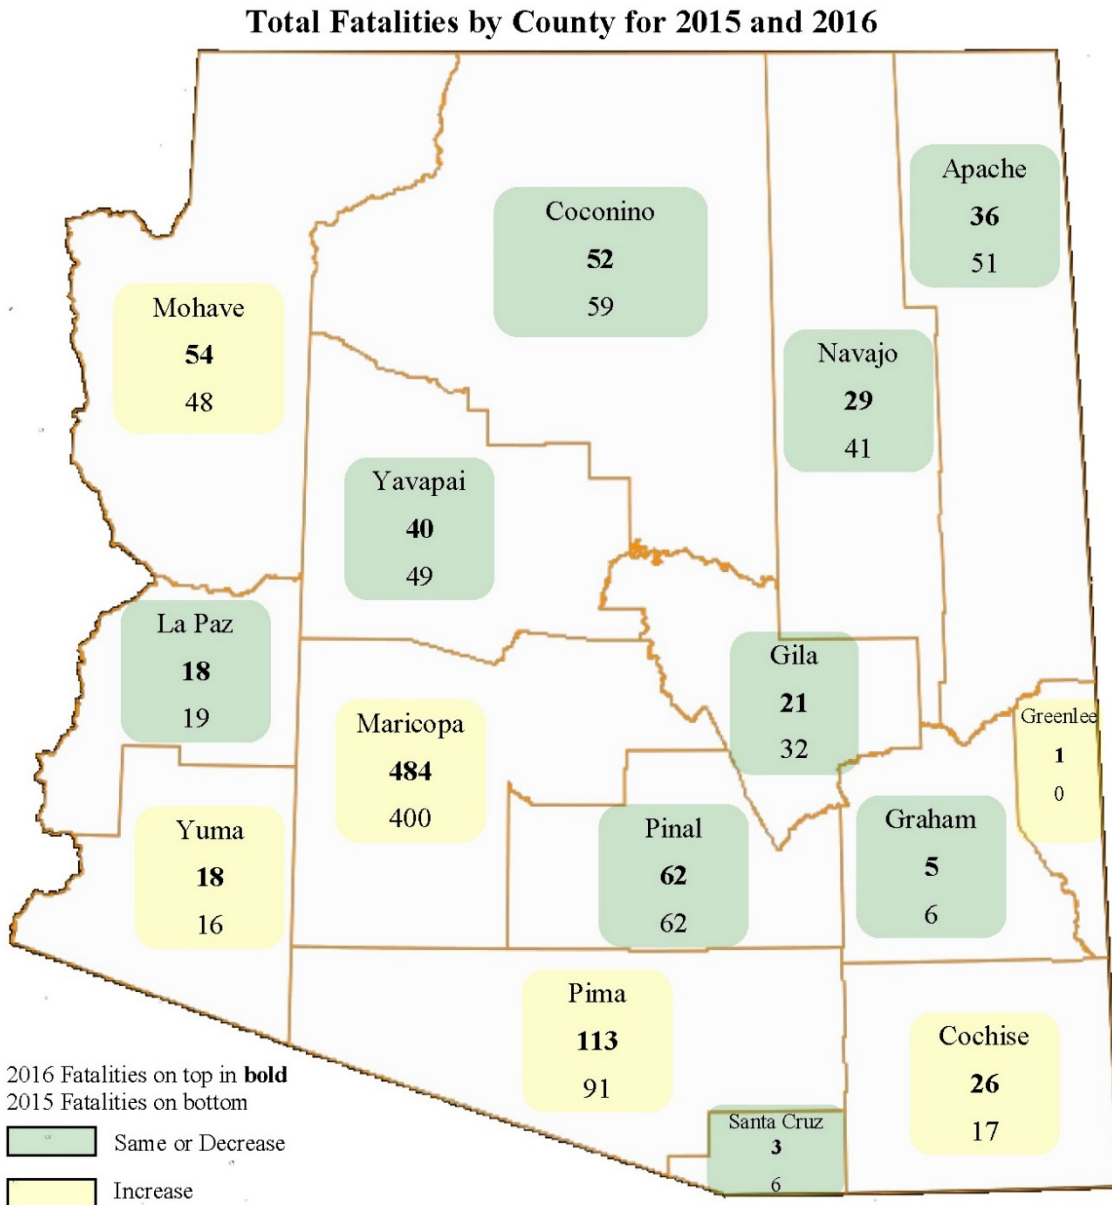 Total Fatalities by County for 2015 and 2016
Apache
36
51
Coconino
52
59
Mohave
54
48
Navajo
29
41
Yavapai
40
49
La Paz
18
19
Gila
21
32
Maricopa
484
400
Greenlee
1
0
Yuma
18
16
Pinal
62
62
Graham
5
6
Pima
113
91
Cochise
26
17
Santa Cruz
3
6
2016 Fatalities on top in bold
2015 Fatalities on bottom
Same or Decrease
Increase